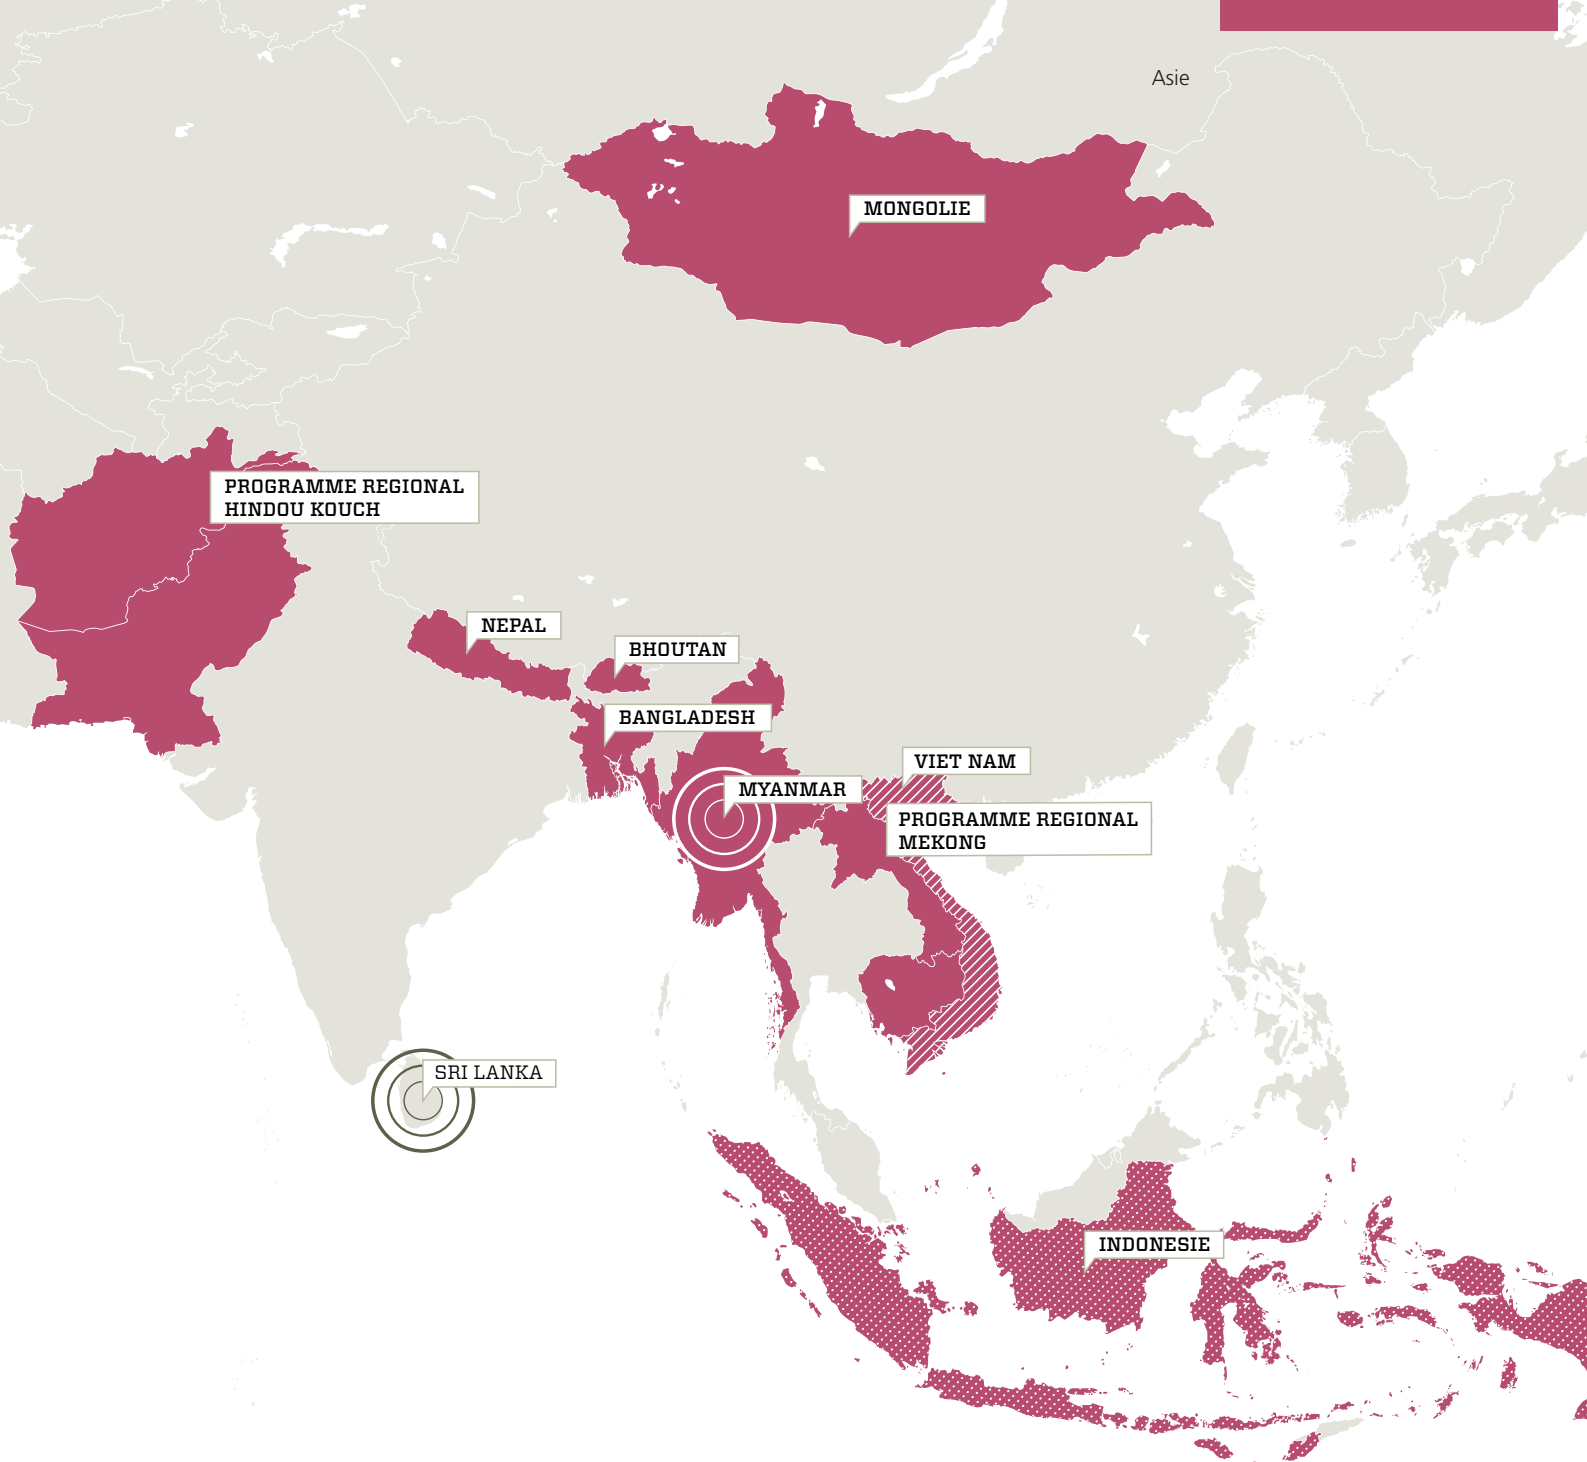 Asie
MONGOLIE
PROGRAMME REGIONAL
HINDOU KOUCH
NEPAL
BHOUTAN
BANGLADESH
VIET NAM
MYANMAR
PROGRAMME REGIONAL
MEKONG
SRI LANKA
INDONESIE